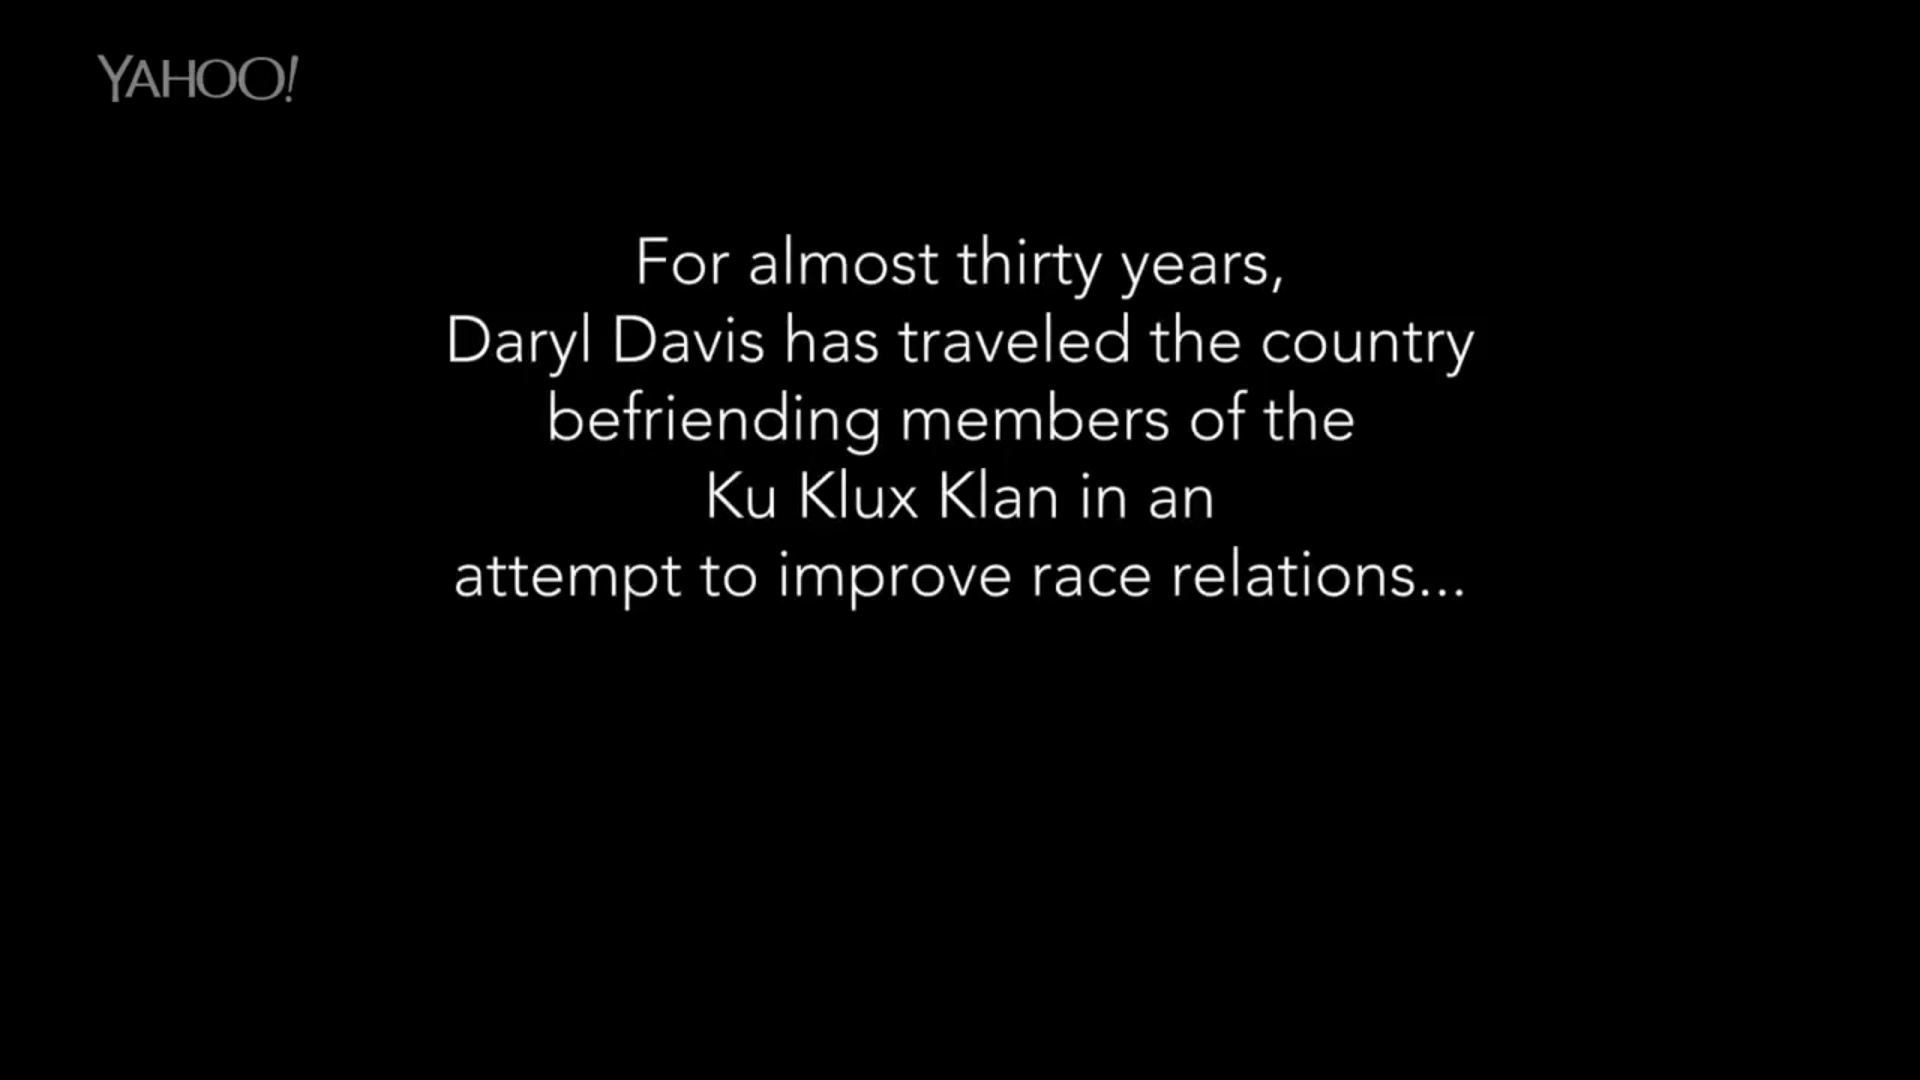 YAHOO!
For almost thirty years,
Daryl Davis has traveled the country
befriending members of the
Ku Klux Klan in an
attempt to improve race relations...